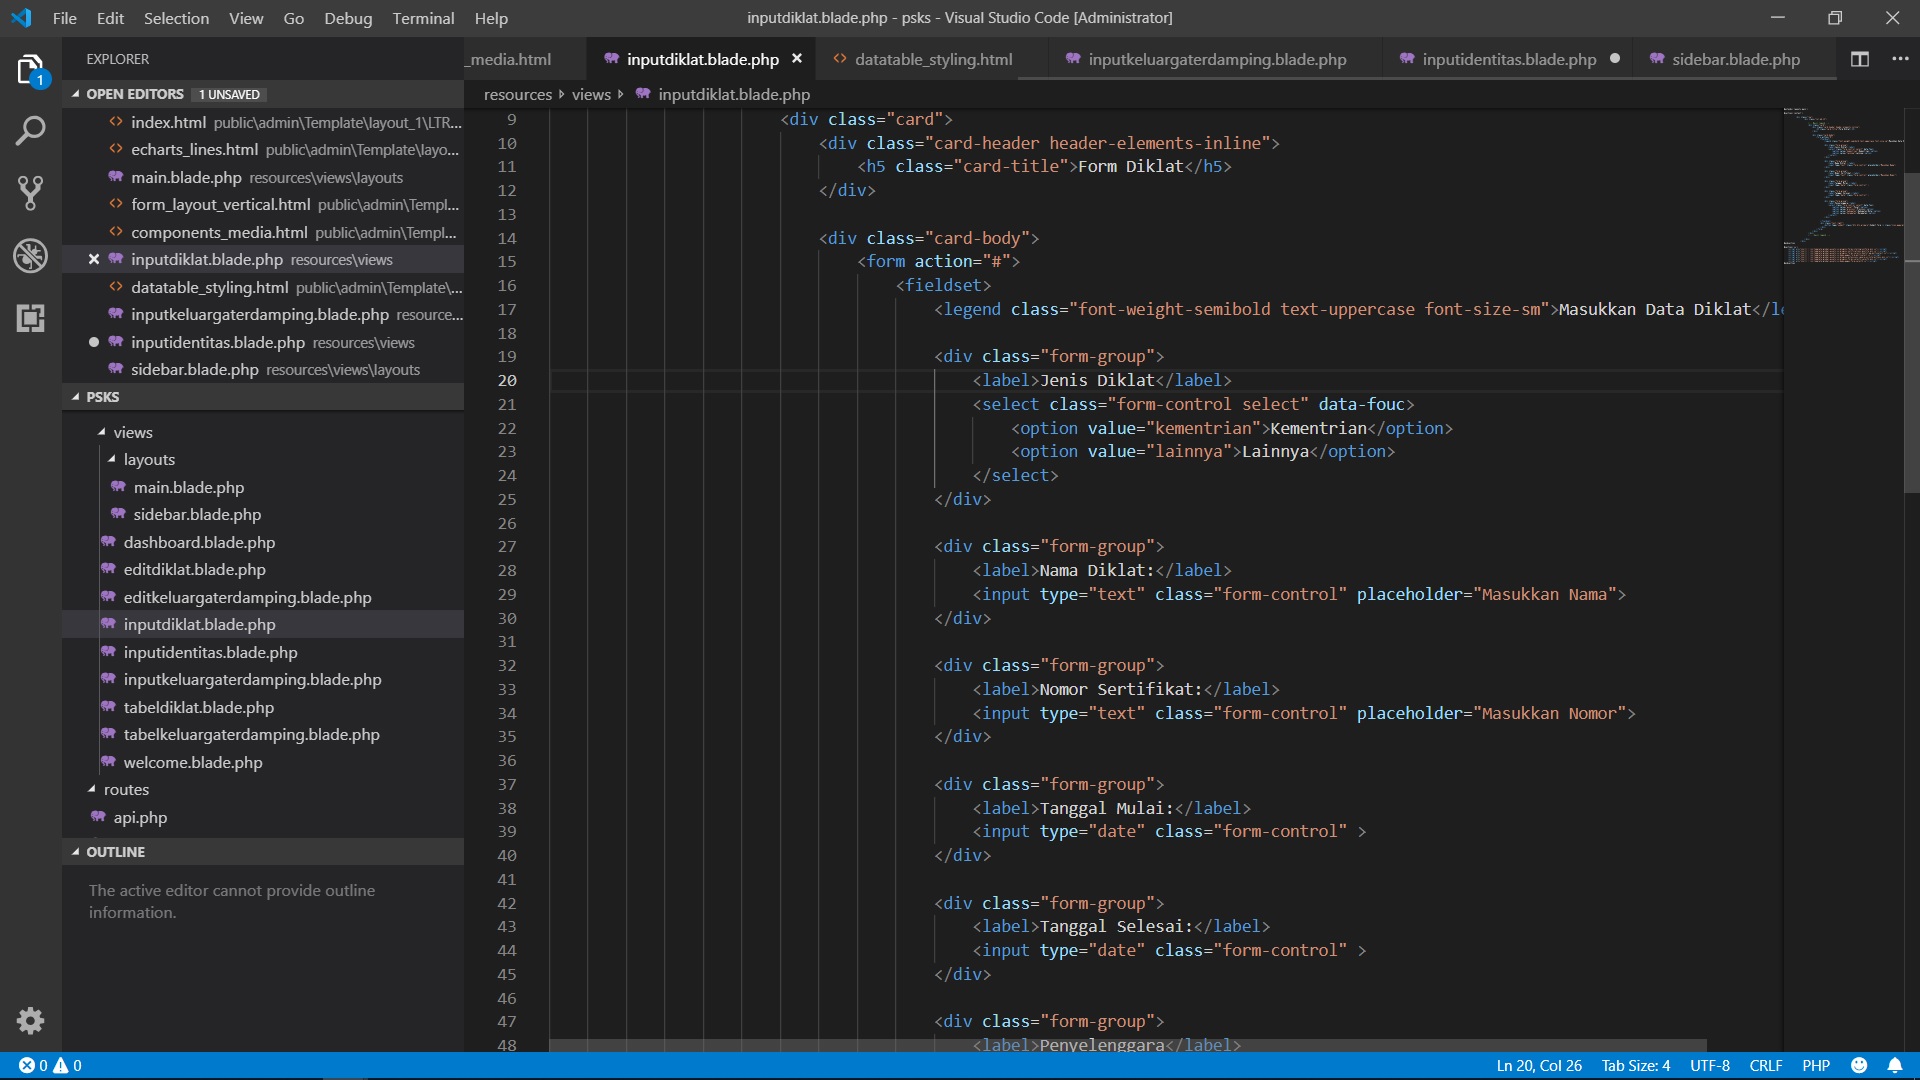 File Edit Selection View Go Debug Terminal Help
inputdiklat.blade.php - psks - Visual Studio Code [Administrator]
EXPLORER
_media.html
inputdiklat.blade.php
datatable_styling.html
inputkeluargaterdamping.blade.php
inputidentitas.blade.php
sidebar.blade.php
1
OPEN EDITORS 1 UNSAVED
index.html public\admin\Template\layout_1\LTR...
echarts_lines.html public\admin\Template\layo...
main.blade.php resources\views\layouts
form_layout_vertical.html public\admin\Templ...
components_media.html public\admin\Templ...
inputdiklat.blade.php resources\views
datatable_styling.html public\admin\Template\...
inputkeluargaterdamping.blade.php resource...
inputidentitas.blade.php resources\views
sidebar.blade.php resources\views\layouts
PSKS
views
layouts
main.blade.php
sidebar.blade.php
dashboard.blade.php
editdiklat.blade.php
editkeluargaterdamping.blade.php
inputdiklat.blade.php
inputidentitas.blade.php
inputkeluargaterdamping.blade.php
tabeldiklat.blade.php
tabelkeluargaterdamping.blade.php
welcome.blade.php
routes
api.php
OUTLINE
The active editor cannot provide outline
information.
resources views inputdiklat.blade.php
9 <div class="card">
10 <div class="card-header header-elements-inline">
11 <h5 class="card-title">Form Diklat</h5>
12 </div>
13
14 <div class="card-body">
15 <form action="#">
16 <fieldset>
17 <legend class="font-weight-semibold text-uppercase font-size-sm">Masukkan Data Diklat</le
18
19 <div class="form-group">
20 <label>Jenis Diklat</label>
21 <select class="form-control select" data-fouc>
22 <option value="kementrian">Kementrian</option>
23 <option value="lainnya">Lainnya</option>
24 </select>
25 </div>
26
27 <div class="form-group">
28 <label>Nama Diklat:</label>
29 <input type="text" class="form-control" placeholder="Masukkan Nama">
30 </div>
31
32 <div class="form-group">
33 <label>Nomor Sertifikat:</label>
34 <input type="text" class="form-control" placeholder="Masukkan Nomor">
35 </div>
36
37 <div class="form-group">
38 <label>Tanggal Mulai:</label>
39 <input type="date" class="form-control" >
40 </div>
41
42 <div class="form-group">
43 <label>Tanggal Selesai:</label>
44 <input type="date" class="form-control" >
45 </div>
46
47 <div class="form-group">
48 <label>Penyelenggara</label>
0 0
Ln 20, Col 26 Tab Size: 4 UTF-8 CRLF PHP